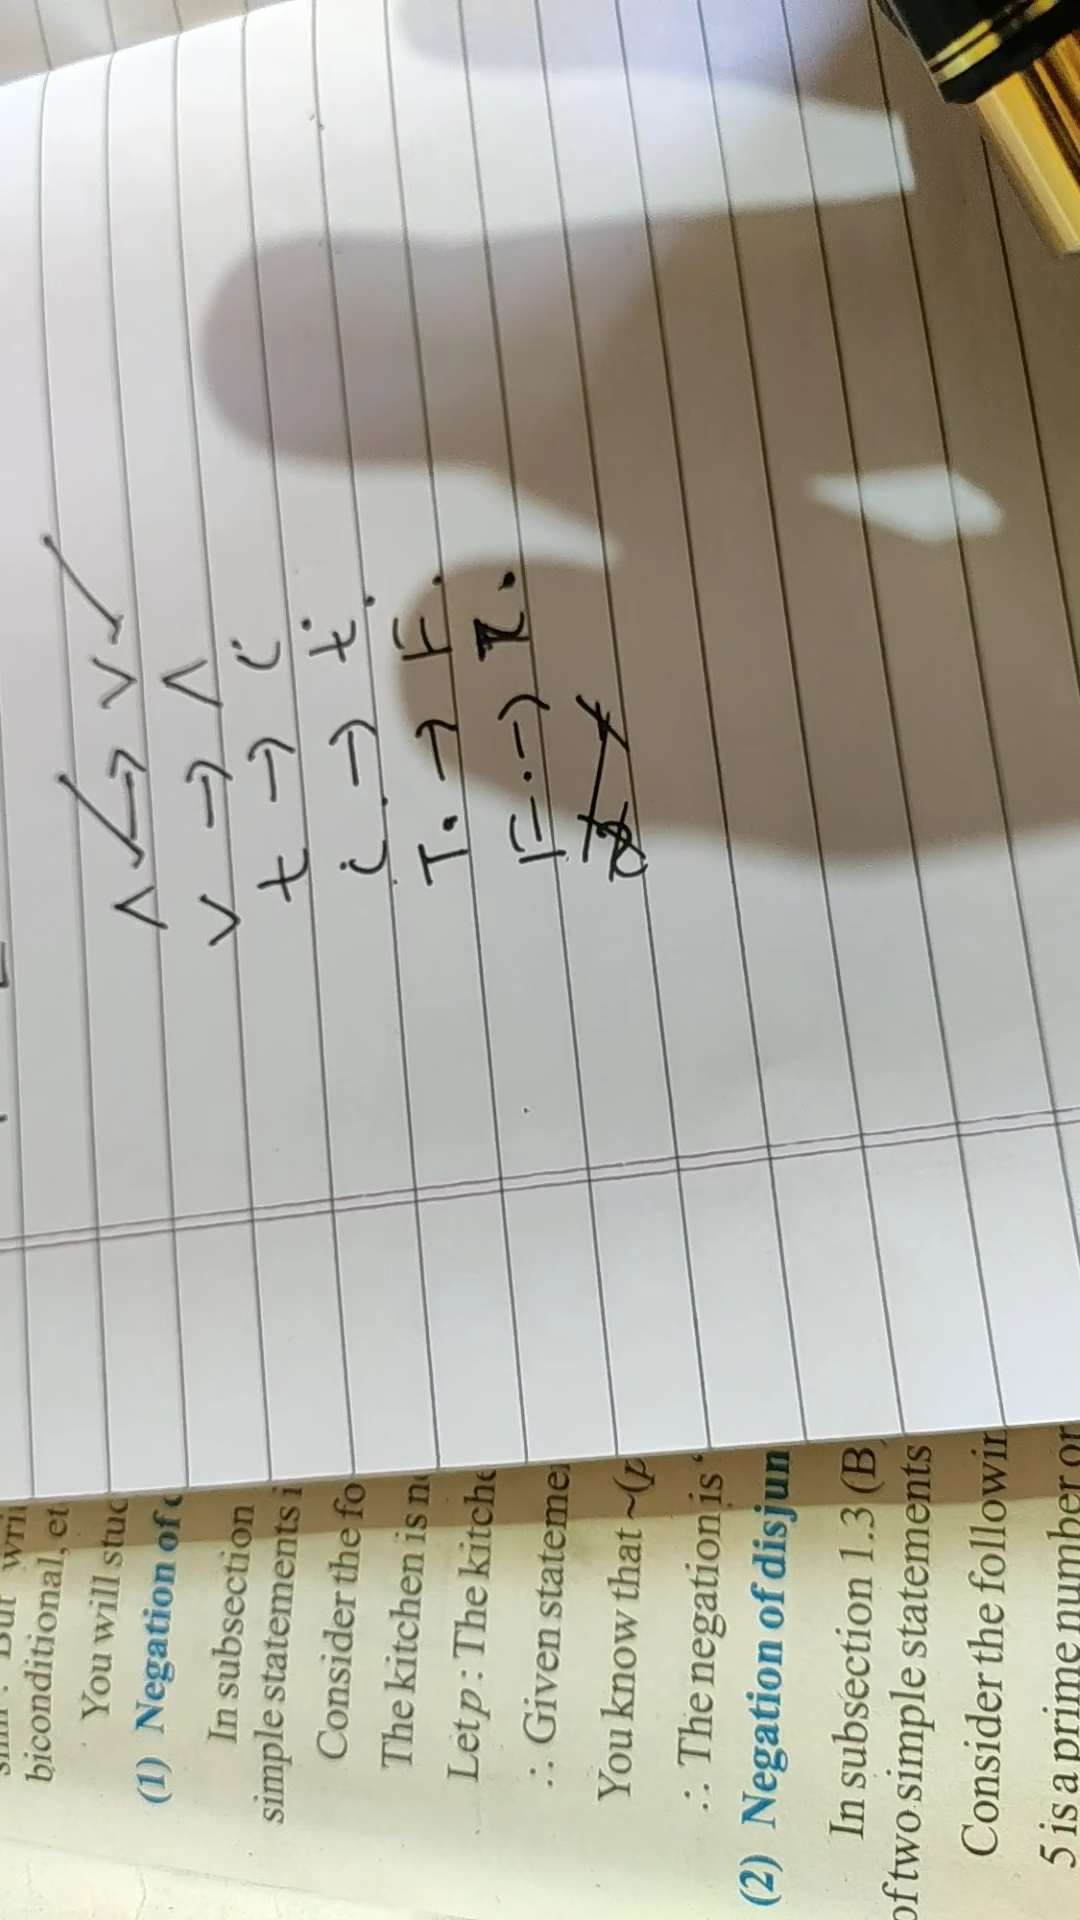 ∧ → ∨
∨ → ∧
t → c
c → t.
T. → F.
F. → T.
biconditional, et
You will stud
(1) Negation of c
In subsection
simple statements i
Consider the fo
The kitchen is n
Let p : The kitche
∴ Given stateme
You know that ~(p
∴ The negation is ‘
(2) Negation of disjun
In subsection 1.3 (B
of two simple statements
Consider the followin
5 is a prime number or